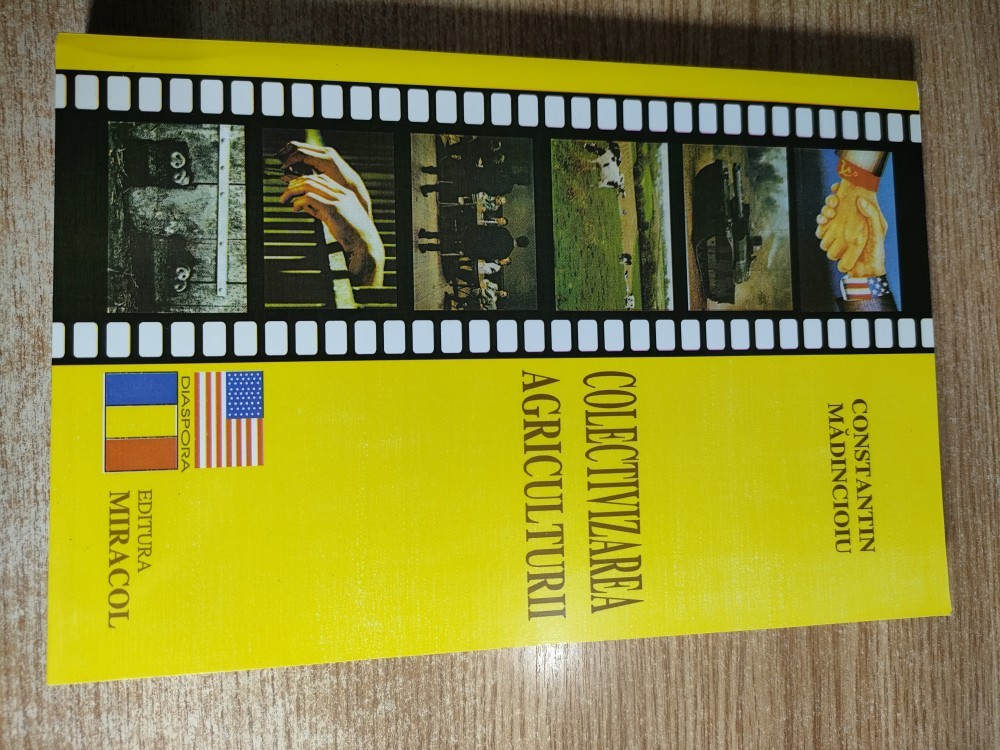 CONSTANTIN
MĂDINCIOIU
COLECTIVIZAREA
AGRICULTURII
DIASPORA
EDITURA
MIRACOL